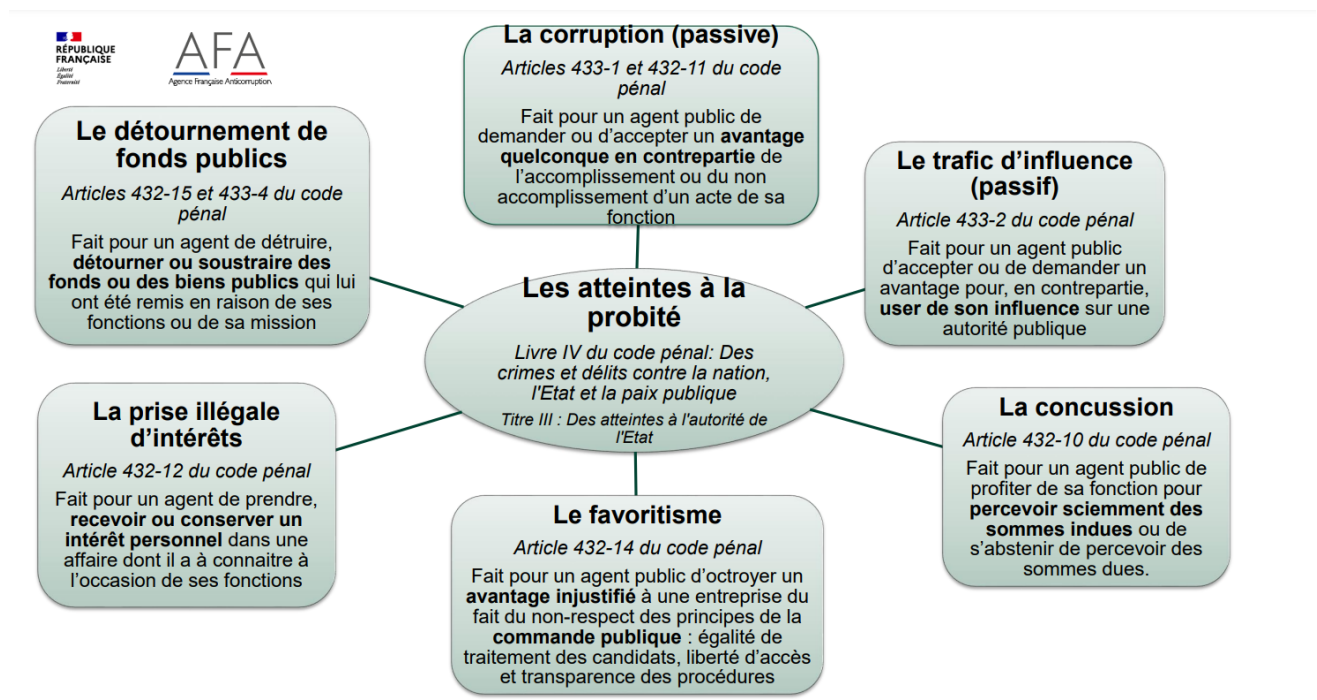 RÉPUBLIQUE
FRANÇAISE
Liberté
Égalité
Fraternité
AFA
Agence Française Anticorruption
La corruption (passive)
Articles 433-1 et 432-11 du code
pénal
Fait pour un agent public de
demander ou d'accepter un avantage
quelconque en contrepartie de
l'accomplissement ou du non
accomplissement d'un acte de sa
fonction
Le détournement de
fonds publics
Articles 432-15 et 433-4 du code
pénal
Fait pour un agent de détruire,
détourner ou soustraire des
fonds ou des biens publics qui lui
ont été remis en raison de ses
fonctions ou de sa mission
Le trafic d'influence
(passif)
Article 433-2 du code pénal
Fait pour un agent public
d'accepter ou de demander un
avantage pour, en contrepartie,
user de son influence sur une
autorité publique
Les atteintes à la
probité
Livre IV du code pénal: Des
crimes et délits contre la nation,
l'Etat et la paix publique
Titre III : Des atteintes à l'autorité de
l'Etat
La prise illégale
d'intérêts
Article 432-12 du code pénal
Fait pour un agent de prendre,
recevoir ou conserver un
intérêt personnel dans une
affaire dont il a à connaitre à
l'occasion de ses fonctions
La concussion
Article 432-10 du code pénal
Fait pour un agent public de
profiter de sa fonction pour
percevoir sciemment des
sommes indues ou de
s'abstenir de percevoir des
sommes dues.
Le favoritisme
Article 432-14 du code pénal
Fait pour un agent public d'octroyer un
avantage injustifié à une entreprise du
fait du non-respect des principes de la
commande publique : égalité de
traitement des candidats, liberté d'accès
et transparence des procédures